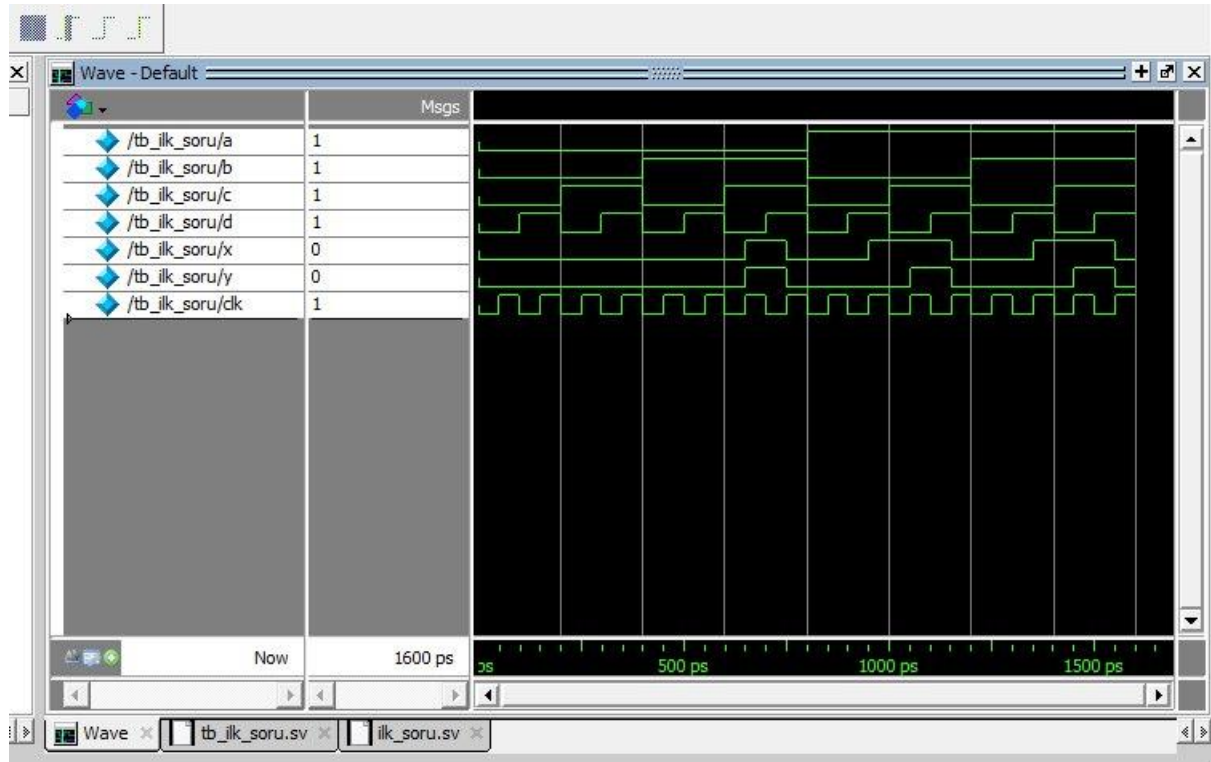 Wave - Default
Msgs
/tb_ilk_soru/a 1
/tb_ilk_soru/b 1
/tb_ilk_soru/c 1
/tb_ilk_soru/d 1
/tb_ilk_soru/x 0
/tb_ilk_soru/y 0
/tb_ilk_soru/clk 1
Now 1600 ps
ps 500 ps 1000 ps 1500 ps
Wave tb_ilk_soru.sv ilk_soru.sv